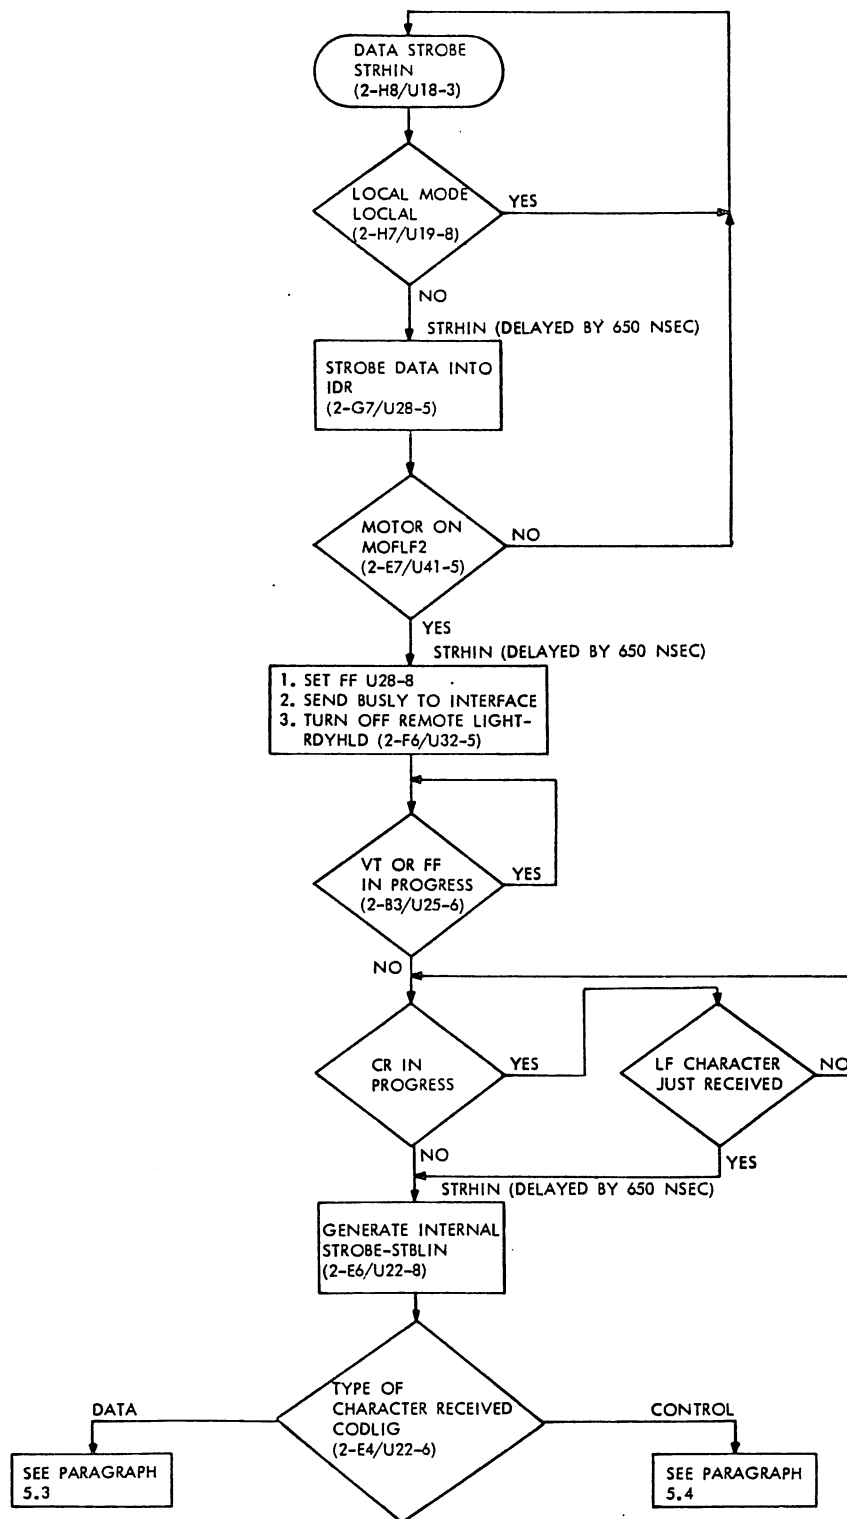 DATA STROBE
STRHIN
(2-H8/U18-3)
LOCAL MODE
LOCLAL
(2-H7/U19-8)
YES
NO
STRHIN (DELAYED BY 650 NSEC)
STROBE DATA INTO
IDR
(2-G7/U28-5)
MOTOR ON
MOFLF2
(2-E7/U41-5)
NO
YES
STRHIN (DELAYED BY 650 NSEC)
1. SET FF U28-8
2. SEND BUSLY TO INTERFACE
3. TURN OFF REMOTE LIGHT-
RDYHLD (2-F6/U32-5)
VT OR FF
IN PROGRESS
(2-B3/U25-6)
YES
NO
CR IN
PROGRESS
YES
LF CHARACTER
JUST RECEIVED
NO
NO
YES
STRHIN (DELAYED BY 650 NSEC)
GENERATE INTERNAL
STROBE-STBLIN
(2-E6/U22-8)
TYPE OF
CHARACTER RECEIVED
CODLIG
(2-E4/U22-6)
DATA
CONTROL
SEE PARAGRAPH
5.3
SEE PARAGRAPH
5.4